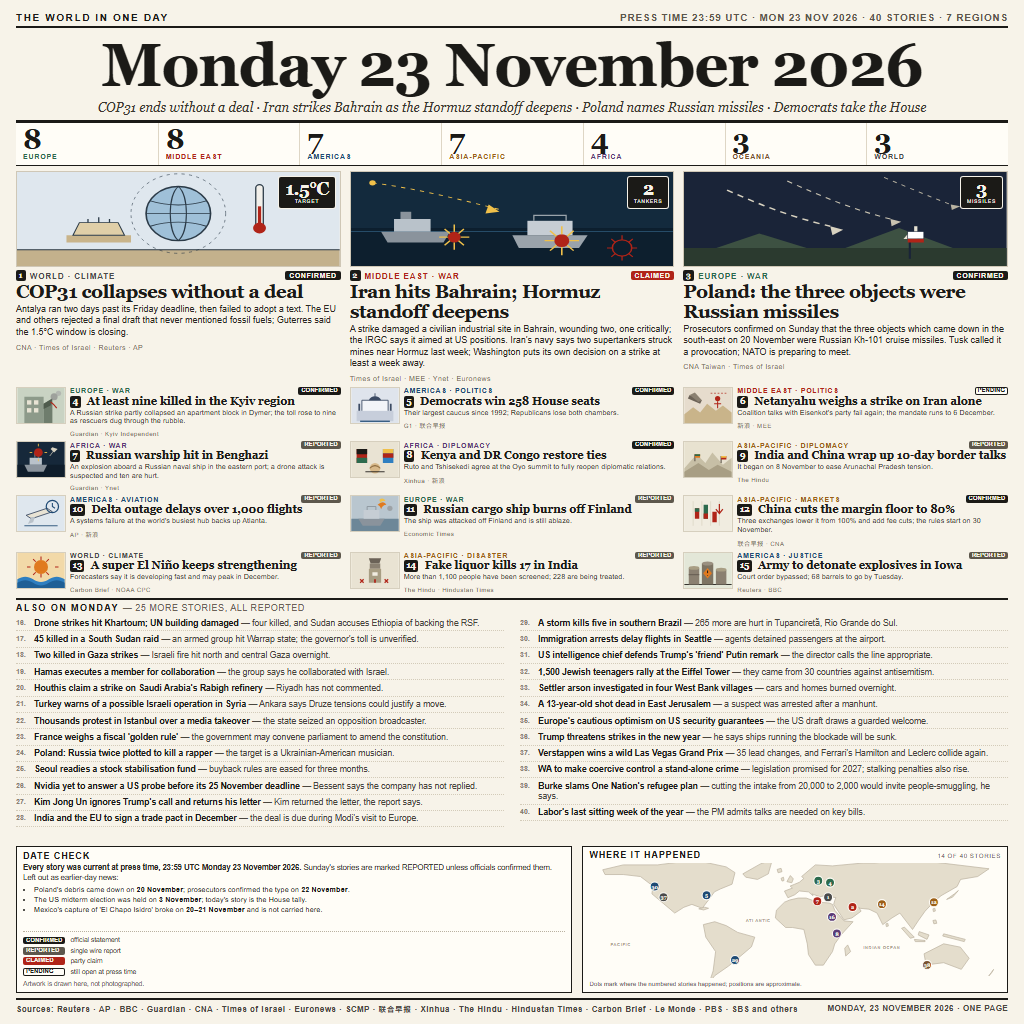 THE WORLD IN ONE DAY
PRESS TIME 23:59 UTC · MON 23 NOV 2026 · 40 STORIES · 7 REGIONS
Monday 23 November 2026
COP31 ends without a deal · Iran strikes Bahrain as the Hormuz standoff deepens · Poland names Russian missiles · Democrats take the House
8
EUROPE
8
MIDDLE EAST
7
AMERICAS
7
ASIA-PACIFIC
4
AFRICA
3
OCEANIA
3
WORLD
1.5°C
TARGET
1 WORLD · CLIMATE
CONFIRMED
COP31 collapses without a deal
Antalya ran two days past its Friday deadline, then failed to adopt a text. The EU
and others rejected a final draft that never mentioned fossil fuels; Guterres said
the 1.5°C window is closing.
CNA · Times of Israel · Reuters · AP
2
TANKERS
2 MIDDLE EAST · WAR
CLAIMED
Iran hits Bahrain; Hormuz
standoff deepens
A strike damaged a civilian industrial site in Bahrain, wounding two, one critically;
the IRGC says it aimed at US positions. Iran's navy says two supertankers struck
mines near Hormuz last week; Washington puts its own decision on a strike at
least a week away.
Times of Israel · MEE · Ynet · Euronews
3
MISSILES
3 EUROPE · WAR
CONFIRMED
Poland: the three objects were
Russian missiles
Prosecutors confirmed on Sunday that the three objects which came down in the
south-east on 20 November were Russian Kh-101 cruise missiles. Tusk called it
a provocation; NATO is preparing to meet.
CNA Taiwan · Times of Israel
EUROPE · WAR
CONFIRMED
4 At least nine killed in the Kyiv region
A Russian strike partly collapsed an apartment block in Dymer; the toll rose to nine
as rescuers dug through the rubble.
Guardian · Kyiv Independent
AMERICAS · POLITICS
CONFIRMED
5 Democrats win 258 House seats
Their largest caucus since 1992; Republicans lose both chambers.
G1 · 联合早报
MIDDLE EAST · POLITICS
PENDING
6 Netanyahu weighs a strike on Iran alone
Coalition talks with Eisenkot's party fail again; the mandate runs to 6 December.
新浪 · MEE
AFRICA · WAR
REPORTED
7 Russian warship hit in Benghazi
An explosion aboard a Russian naval ship in the eastern port; a drone attack is
suspected and ten are hurt.
Guardian · Ynet
AFRICA · DIPLOMACY
CONFIRMED
8 Kenya and DR Congo restore ties
Ruto and Tshisekedi agree at the Oyo summit to fully reopen diplomatic relations.
Xinhua · 新浪
ASIA-PACIFIC · DIPLOMACY
REPORTED
9 India and China wrap up 10-day border talks
It began on 8 November to ease Arunachal Pradesh tension.
The Hindu
AMERICAS · AVIATION
REPORTED
10 Delta outage delays over 1,000 flights
A systems failure at the world's busiest hub backs up Atlanta.
AP · 新浪
EUROPE · WAR
REPORTED
11 Russian cargo ship burns off Finland
The ship was attacked off Finland and is still ablaze.
Economic Times
ASIA-PACIFIC · MARKETS
CONFIRMED
12 China cuts the margin floor to 80%
Three exchanges lower it from 100% and add fee cuts; the rules start on 30
November.
联合早报 · CNA
WORLD · CLIMATE
REPORTED
13 A super El Niño keeps strengthening
Forecasters say it is developing fast and may peak in December.
Carbon Brief · NOAA CPC
ASIA-PACIFIC · DISASTER
REPORTED
14 Fake liquor kills 17 in India
More than 1,100 people have been screened; 228 are being treated.
The Hindu · Hindustan Times
AMERICAS · JUSTICE
REPORTED
15 Army to detonate explosives in Iowa
Court order bypassed; 68 barrels to go by Tuesday.
Reuters · BBC
ALSO ON MONDAY — 25 MORE STORIES, ALL REPORTED
16. Drone strikes hit Khartoum; UN building damaged — four killed, and Sudan accuses Ethiopia of backing the RSF.
17. 45 killed in a South Sudan raid — an armed group hit Warrap state; the governor's toll is unverified.
18. Two killed in Gaza strikes — Israeli fire hit north and central Gaza overnight.
19. Hamas executes a member for collaboration — the group says he collaborated with Israel.
20. Houthis claim a strike on Saudi Arabia's Rabigh refinery — Riyadh has not commented.
21. Turkey warns of a possible Israeli operation in Syria — Ankara says Druze tensions could justify a move.
22. Thousands protest in Istanbul over a media takeover — the state seized an opposition broadcaster.
23. France weighs a fiscal 'golden rule' — the government may convene parliament to amend the constitution.
24. Poland: Russia twice plotted to kill a rapper — the target is a Ukrainian-American musician.
25. Seoul readies a stock stabilisation fund — buyback rules are eased for three months.
26. Nvidia yet to answer a US probe before its 25 November deadline — Bessent says the company has not replied.
27. Kim Jong Un ignores Trump's call and returns his letter — Kim returned the letter, the report says.
28. India and the EU to sign a trade pact in December — the deal is due during Modi's visit to Europe.
29. A storm kills five in southern Brazil — 265 more are hurt in Tupanciretã, Rio Grande do Sul.
30. Immigration arrests delay flights in Seattle — agents detained passengers at the airport.
31. US intelligence chief defends Trump's 'friend' Putin remark — the director calls the line appropriate.
32. 1,500 Jewish teenagers rally at the Eiffel Tower — they came from 30 countries against antisemitism.
33. Settler arson investigated in four West Bank villages — cars and homes burned overnight.
34. A 13-year-old shot dead in East Jerusalem — a suspect was arrested after a manhunt.
35. Europe's cautious optimism on US security guarantees — the US draft draws a guarded welcome.
36. Trump threatens strikes in the new year — he says ships running the blockade will be sunk.
37. Verstappen wins a wild Las Vegas Grand Prix — 35 lead changes, and Ferrari's Hamilton and Leclerc collide again.
38. WA to make coercive control a stand-alone crime — legislation promised for 2027; stalking penalties also rise.
39. Burke slams One Nation's refugee plan — cutting the intake from 20,000 to 2,000 would invite people-smuggling, he
says.
40. Labor's last sitting week of the year — the PM admits talks are needed on key bills.
DATE CHECK
Every story was current at press time, 23:59 UTC Monday 23 November 2026. Sunday's stories are marked REPORTED unless officials confirmed them.
Left out as earlier-day news:
• Poland's debris came down on 20 November; prosecutors confirmed the type on 22 November.
• The US midterm election was held on 3 November; today's story is the House tally.
• Mexico's capture of 'El Chapo Isidro' broke on 20–21 November and is not carried here.
CONFIRMED official statement
REPORTED single wire report
CLAIMED party claim
PENDING still open at press time
Artwork is drawn here, not photographed.
WHERE IT HAPPENED
14 OF 40 STORIES
PACIFIC
ATLANTIC
INDIAN OCEAN
Dots mark where the numbered stories happened; positions are approximate.
Sources: Reuters · AP · BBC · Guardian · CNA · Times of Israel · Euronews · SCMP · 联合早报 · Xinhua · The Hindu · Hindustan Times · Carbon Brief · Le Monde · PBS · SBS and others
MONDAY, 23 NOVEMBER 2026 · ONE PAGE